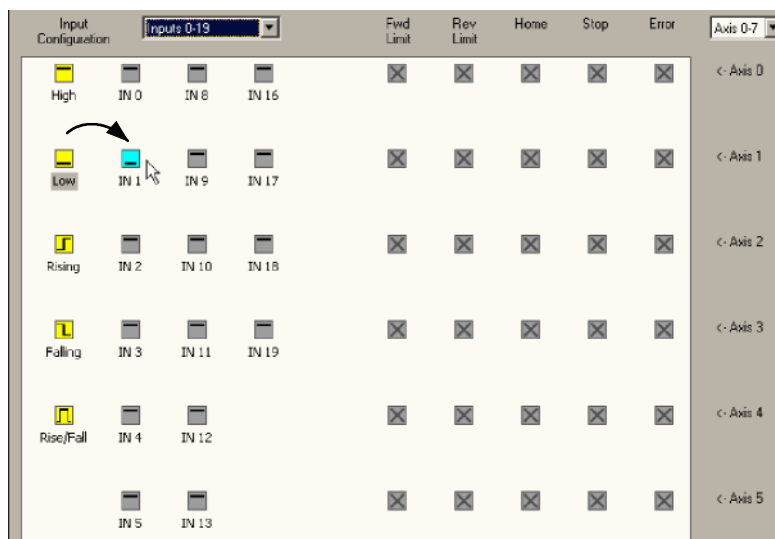 Input Configuration Inputs 0-19 Fwd Limit Rev Limit Home Stop Error Axis 0-7
High IN 0 IN 8 IN 16 <- Axis 0
Low IN 1 IN 9 IN 17 <- Axis 1
Rising IN 2 IN 10 IN 18 <- Axis 2
Falling IN 3 IN 11 IN 19 <- Axis 3
Rise/Fall IN 4 IN 12 <- Axis 4
IN 5 IN 13 <- Axis 5